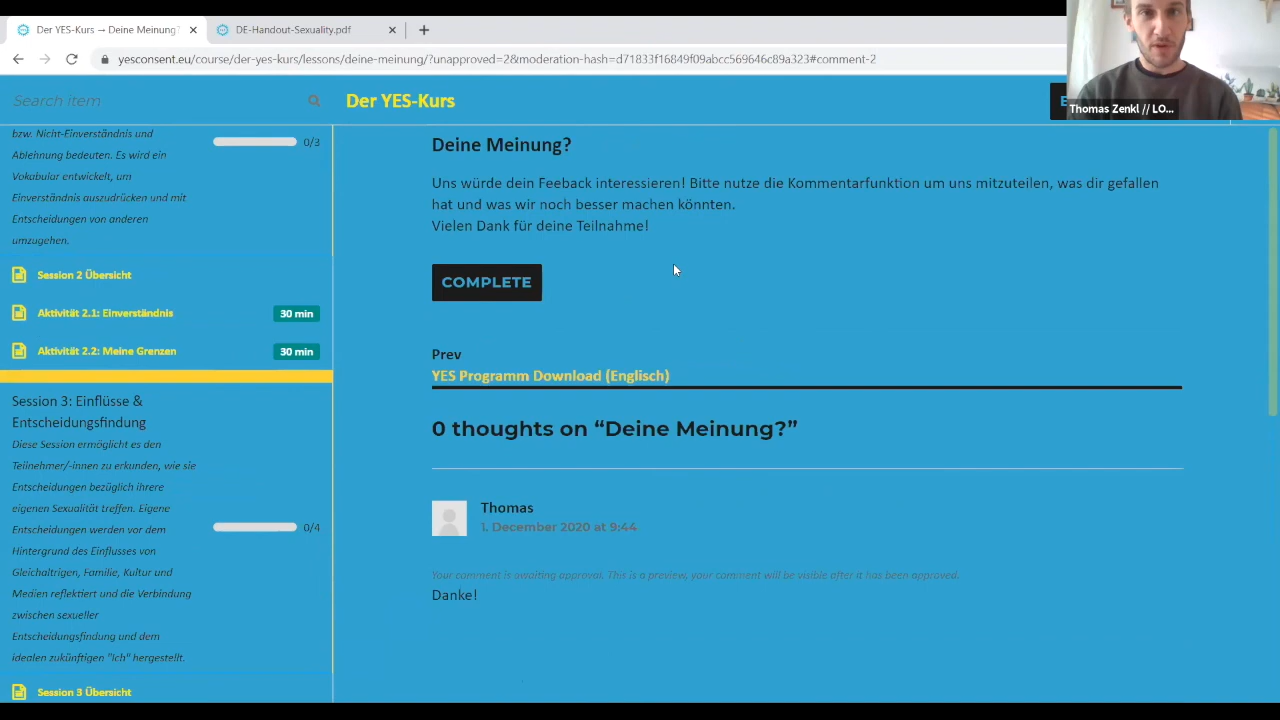 Der YES-Kurs → Deine Meinung?
DE-Handout-Sexuality.pdf
yesconsent.eu/course/der-yes-kurs/lessons/deine-meinung/?unapproved=2&moderation-hash=d71833f16849f09abcc569646c89a323#comment-2
Thomas Zenkl // LO...
Search item
Der YES-Kurs
bzw. Nicht-Einverständnis und
Ablehnung bedeuten. Es wird ein
Vokabular entwickelt, um
Einverständnis auszudrücken und mit
Entscheidungen von anderen
umzugehen.
0/3
Session 2 Übersicht
Aktivität 2.1: Einverständnis
30 min
Aktivität 2.2: Meine Grenzen
30 min
Session 3: Einflüsse &
Entscheidungsfindung
Diese Session ermöglicht es den
Teilnehmer/-innen zu erkunden, wie sie
Entscheidungen bezüglich ihrere
eigenen Sexualität treffen. Eigene
Entscheidungen werden vor dem
Hintergrund des Einflusses von
Gleichaltrigen, Familie, Kultur und
Medien reflektiert und die Verbindung
zwischen sexueller
Entscheidungsfindung und dem
idealen zukünftigen "Ich" hergestellt.
0/4
Session 3 Übersicht
Deine Meinung?
Uns würde dein Feeback interessieren! Bitte nutze die Kommentarfunktion um uns mitzuteilen, was dir gefallen
hat und was wir noch besser machen könnten.
Vielen Dank für deine Teilnahme!
COMPLETE
Prev
YES Programm Download (Englisch)
0 thoughts on “Deine Meinung?”
Thomas
1. December 2020 at 9:44
Your comment is awaiting approval. This is a preview, your comment will be visible after it has been approved.
Danke!